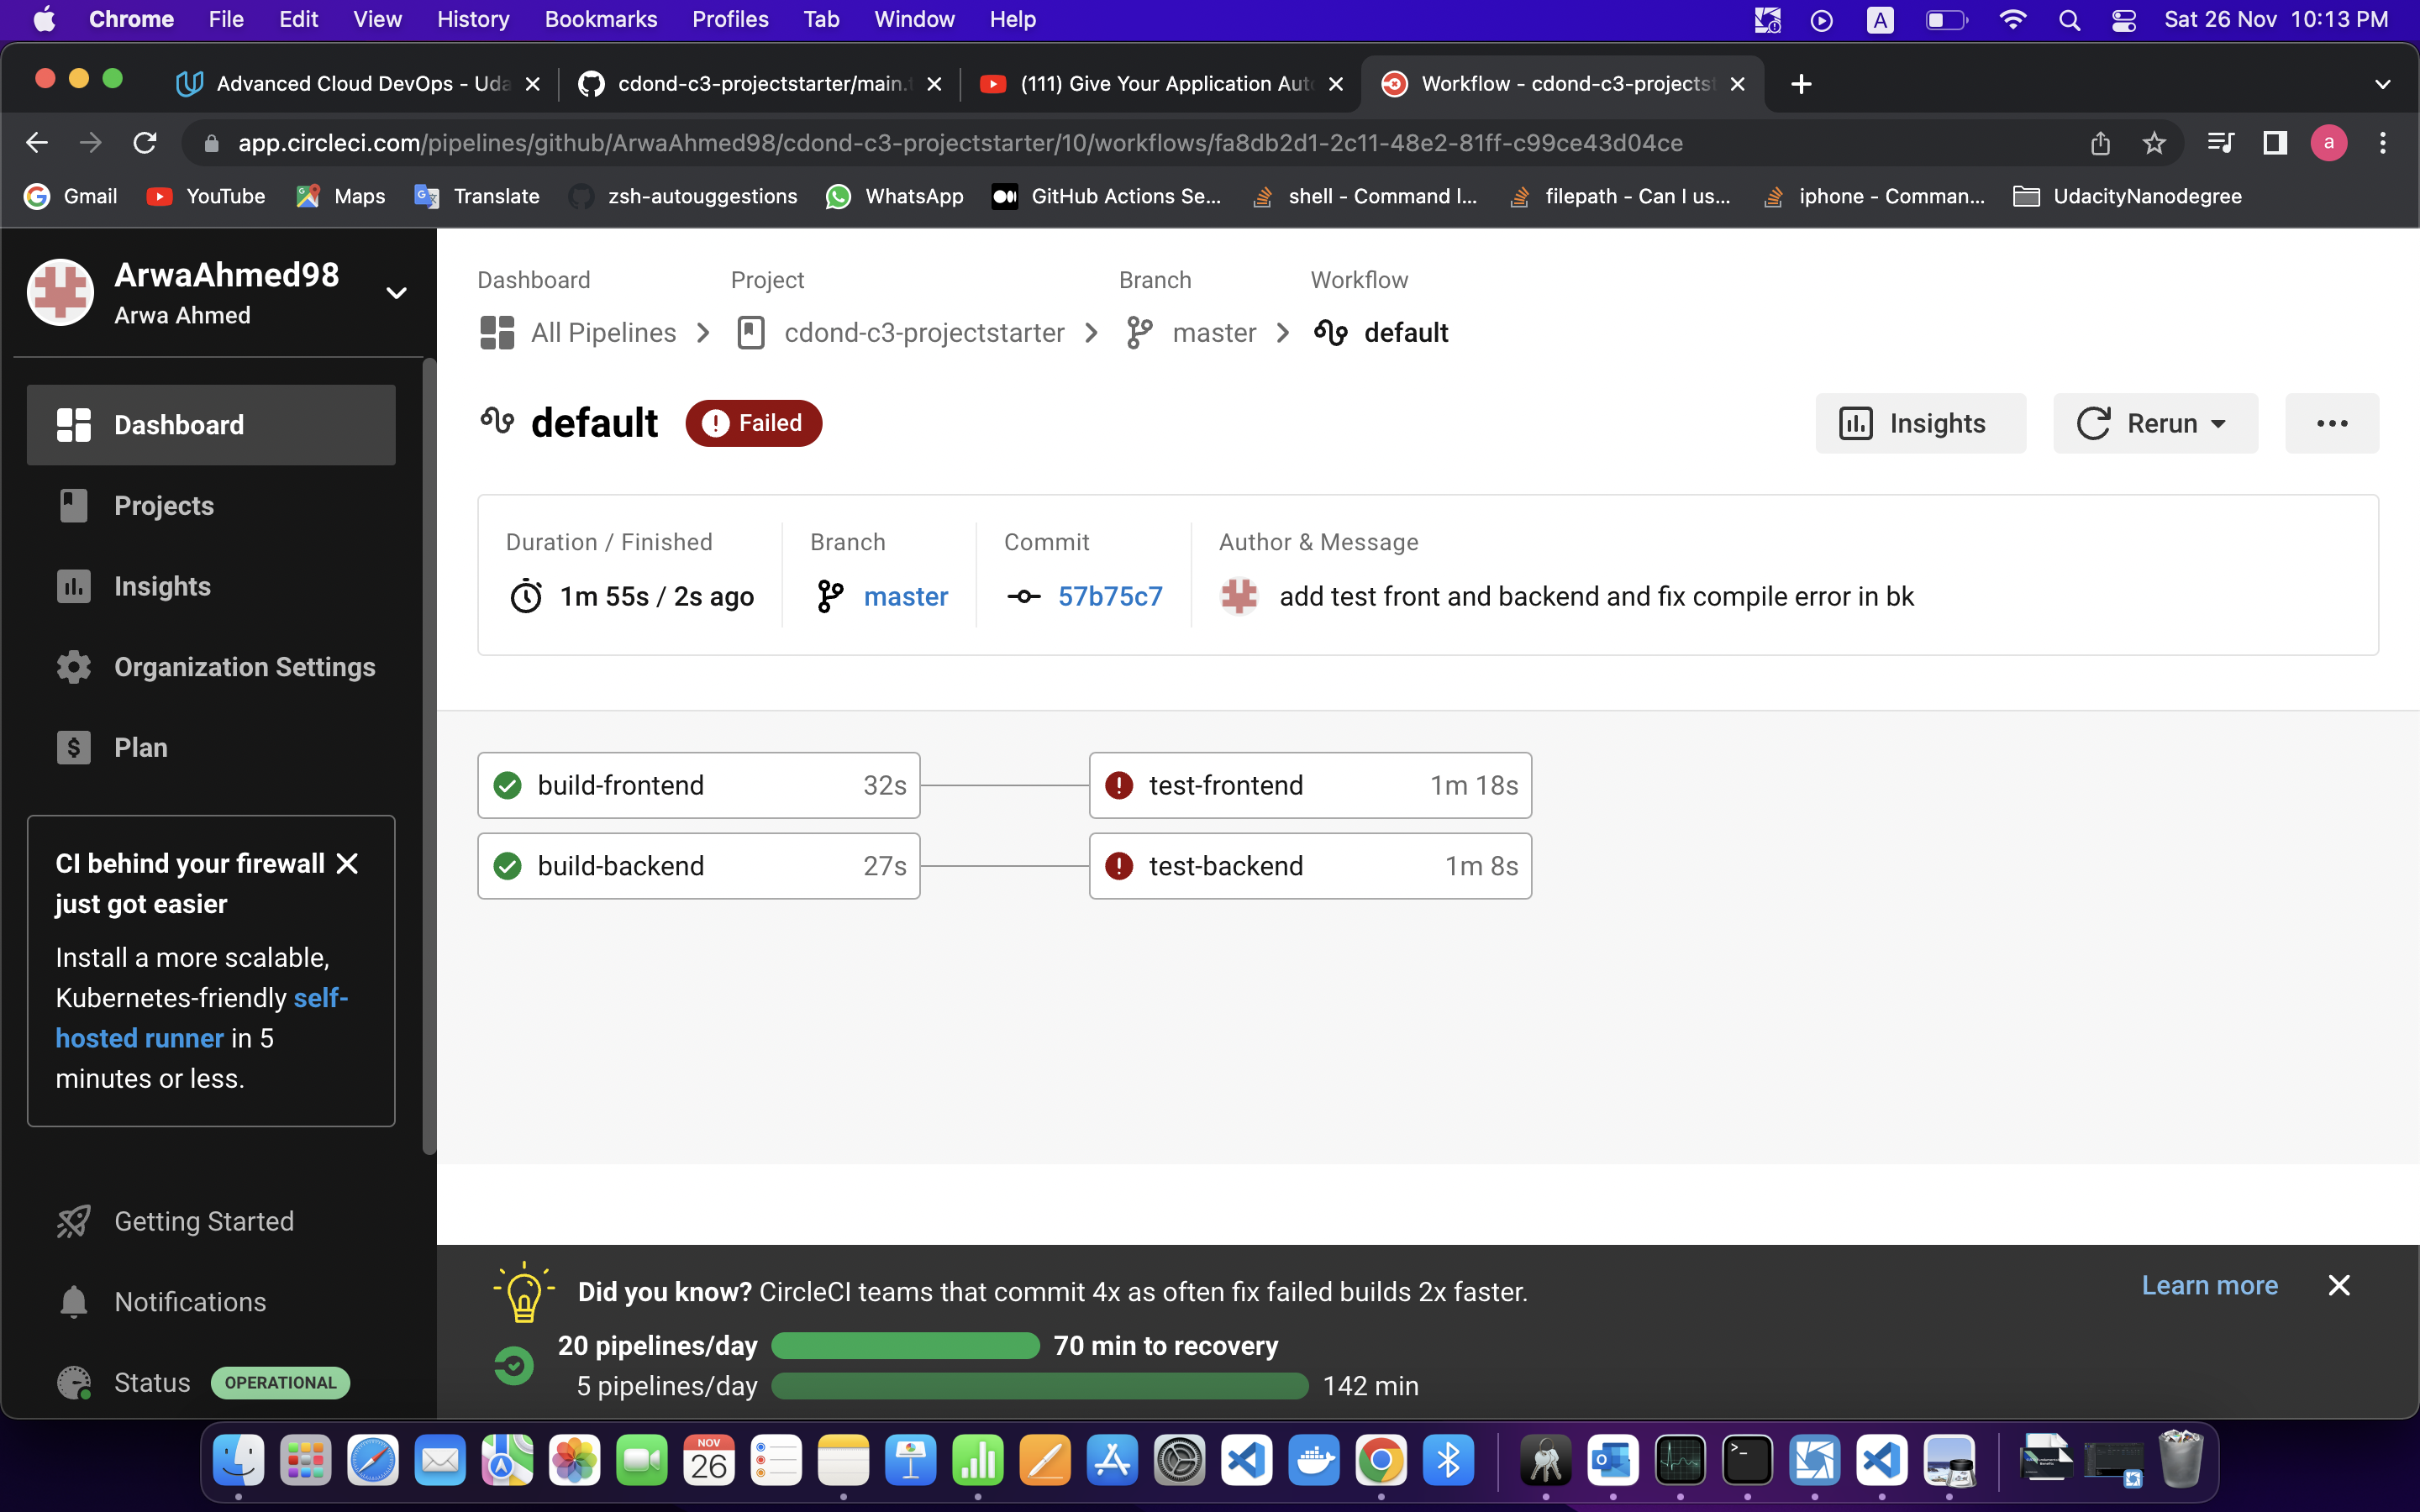 Chrome File Edit View History Bookmarks Profiles Tab Window Help A Sat 26 Nov 10:13 PM
Advanced Cloud DevOps - Uda
cdond-c3-projectstarter/main.
(111) Give Your Application Aut
Workflow - cdond-c3-projectst
app.circleci.com/pipelines/github/ArwaAhmed98/cdond-c3-projectstarter/10/workflows/fa8db2d1-2c11-48e2-81ff-c99ce43d04ce
a
Gmail YouTube Maps Translate zsh-autouggestions WhatsApp GitHub Actions Se... shell - Command l... filepath - Can I us... iphone - Comman... UdacityNanodegree
ArwaAhmed98
Arwa Ahmed
Dashboard
Projects
Insights
Organization Settings
Plan
CI behind your firewall
just got easier
Install a more scalable,
Kubernetes-friendly self-
hosted runner in 5
minutes or less.
Getting Started
Notifications
Status OPERATIONAL
Dashboard Project Branch Workflow
All Pipelines cdond-c3-projectstarter master default
default Failed
Insights Rerun
Duration / Finished Branch Commit Author & Message
1m 55s / 2s ago master 57b75c7 add test front and backend and fix compile error in bk
build-frontend 32s test-frontend 1m 18s
build-backend 27s test-backend 1m 8s
Did you know? CircleCI teams that commit 4x as often fix failed builds 2x faster.
Learn more
20 pipelines/day 70 min to recovery
5 pipelines/day 142 min
NOV
26